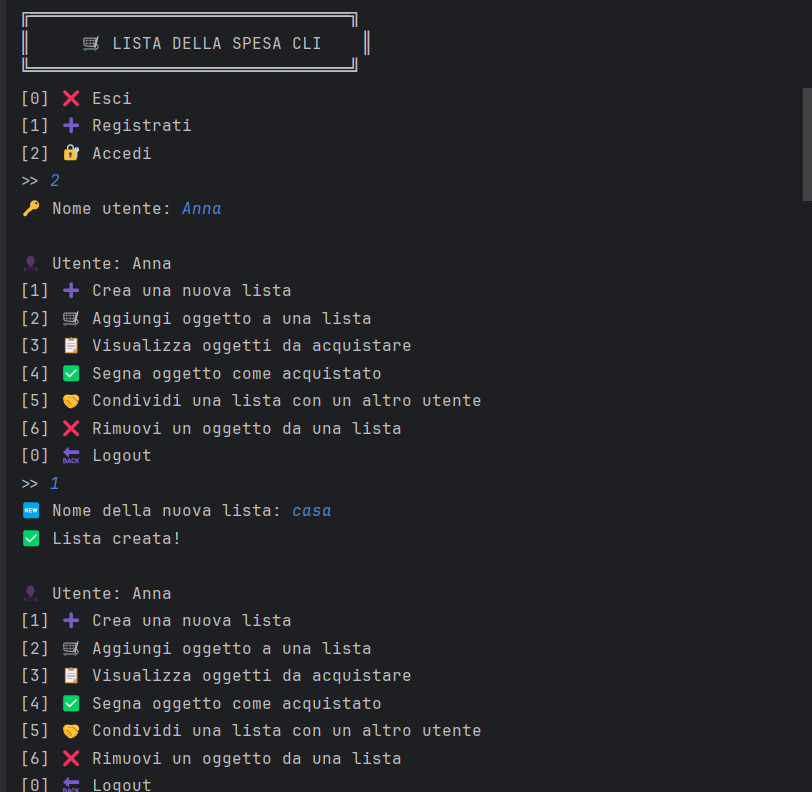 🛒 LISTA DELLA SPESA CLI
[0] ❌ Esci
[1] ➕ Registrati
[2] 🔐 Accedi
>> 2
🔑 Nome utente: Anna
👤 Utente: Anna
[1] ➕ Crea una nuova lista
[2] 🛒 Aggiungi oggetto a una lista
[3] 📋 Visualizza oggetti da acquistare
[4] ✅ Segna oggetto come acquistato
[5] 🤝 Condividi una lista con un altro utente
[6] ❌ Rimuovi un oggetto da una lista
[0] 🔙 Logout
>> 1
🆕 Nome della nuova lista: casa
✅ Lista creata!
👤 Utente: Anna
[1] ➕ Crea una nuova lista
[2] 🛒 Aggiungi oggetto a una lista
[3] 📋 Visualizza oggetti da acquistare
[4] ✅ Segna oggetto come acquistato
[5] 🤝 Condividi una lista con un altro utente
[6] ❌ Rimuovi un oggetto da una lista
[0] 🔙 Logout